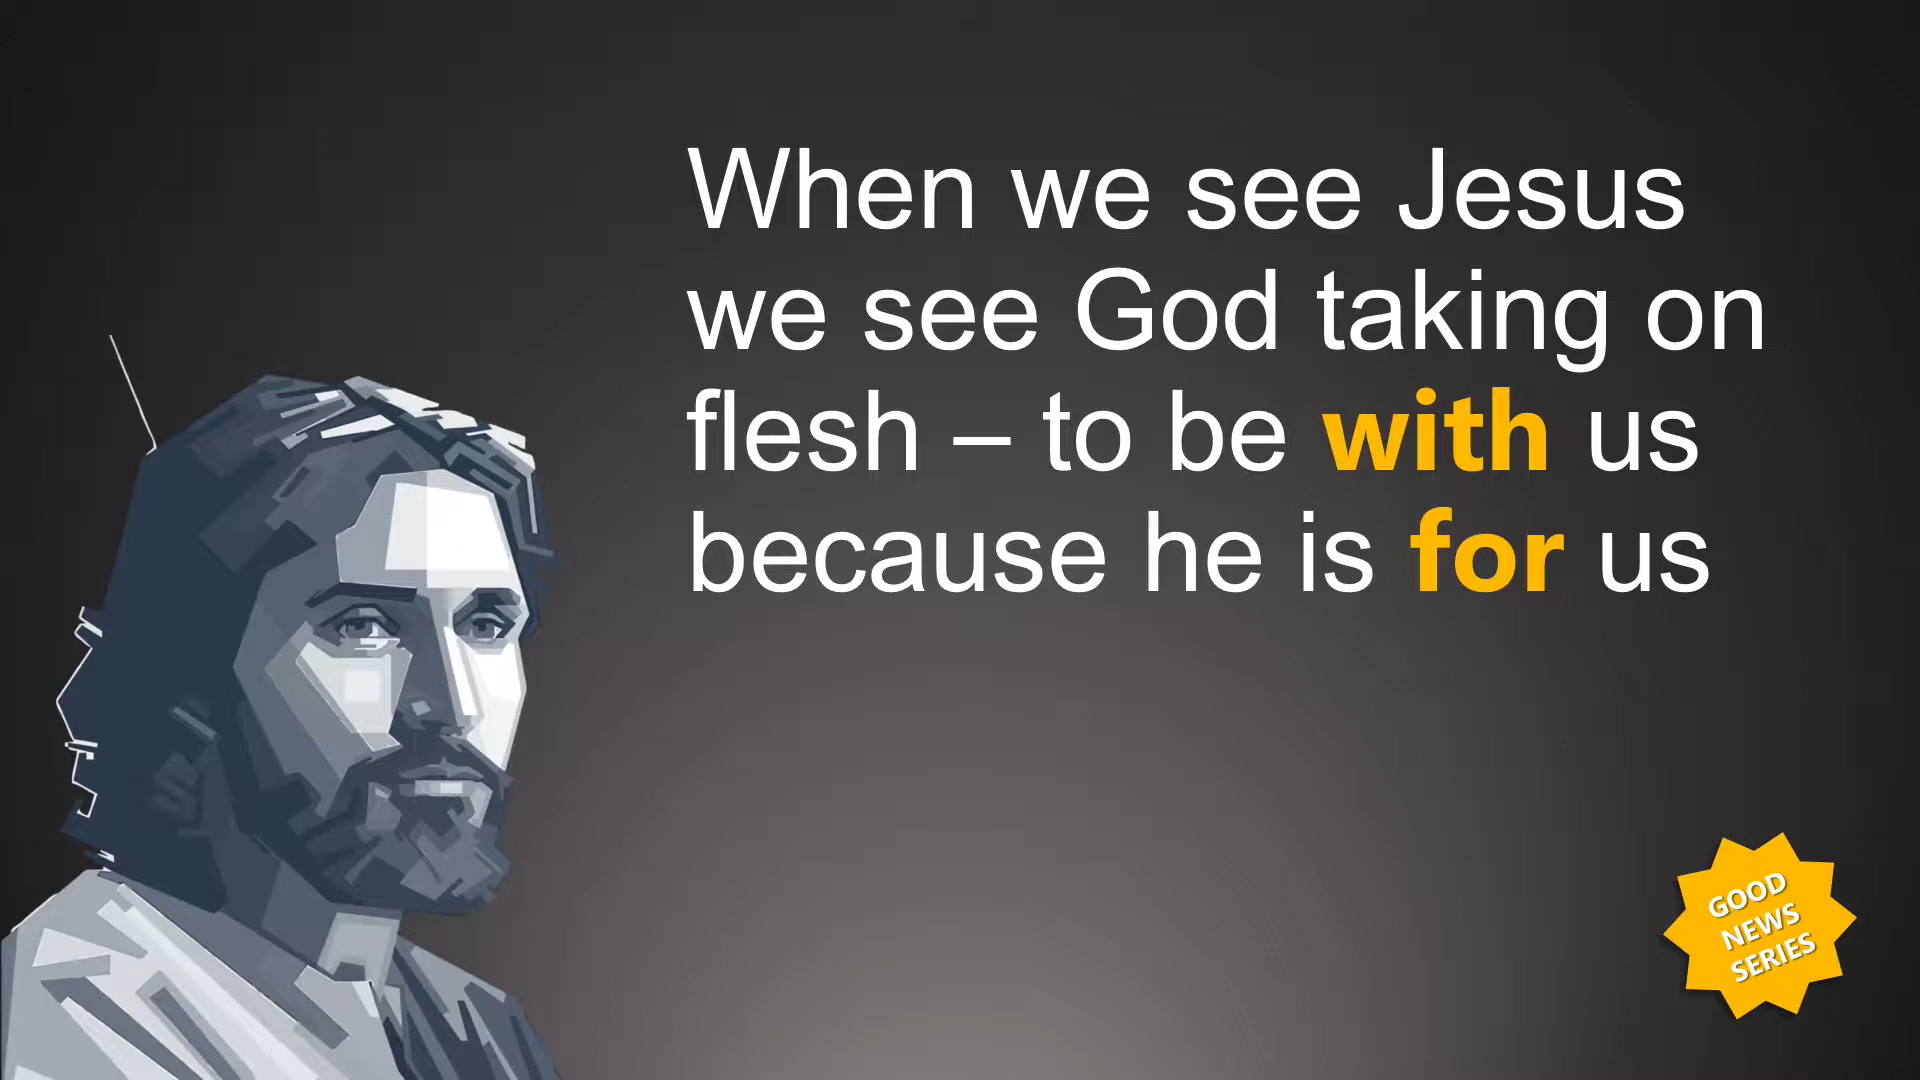 When we see Jesus
we see God taking on
flesh – to be with us
because he is for us
GOOD
NEWS
SERIES